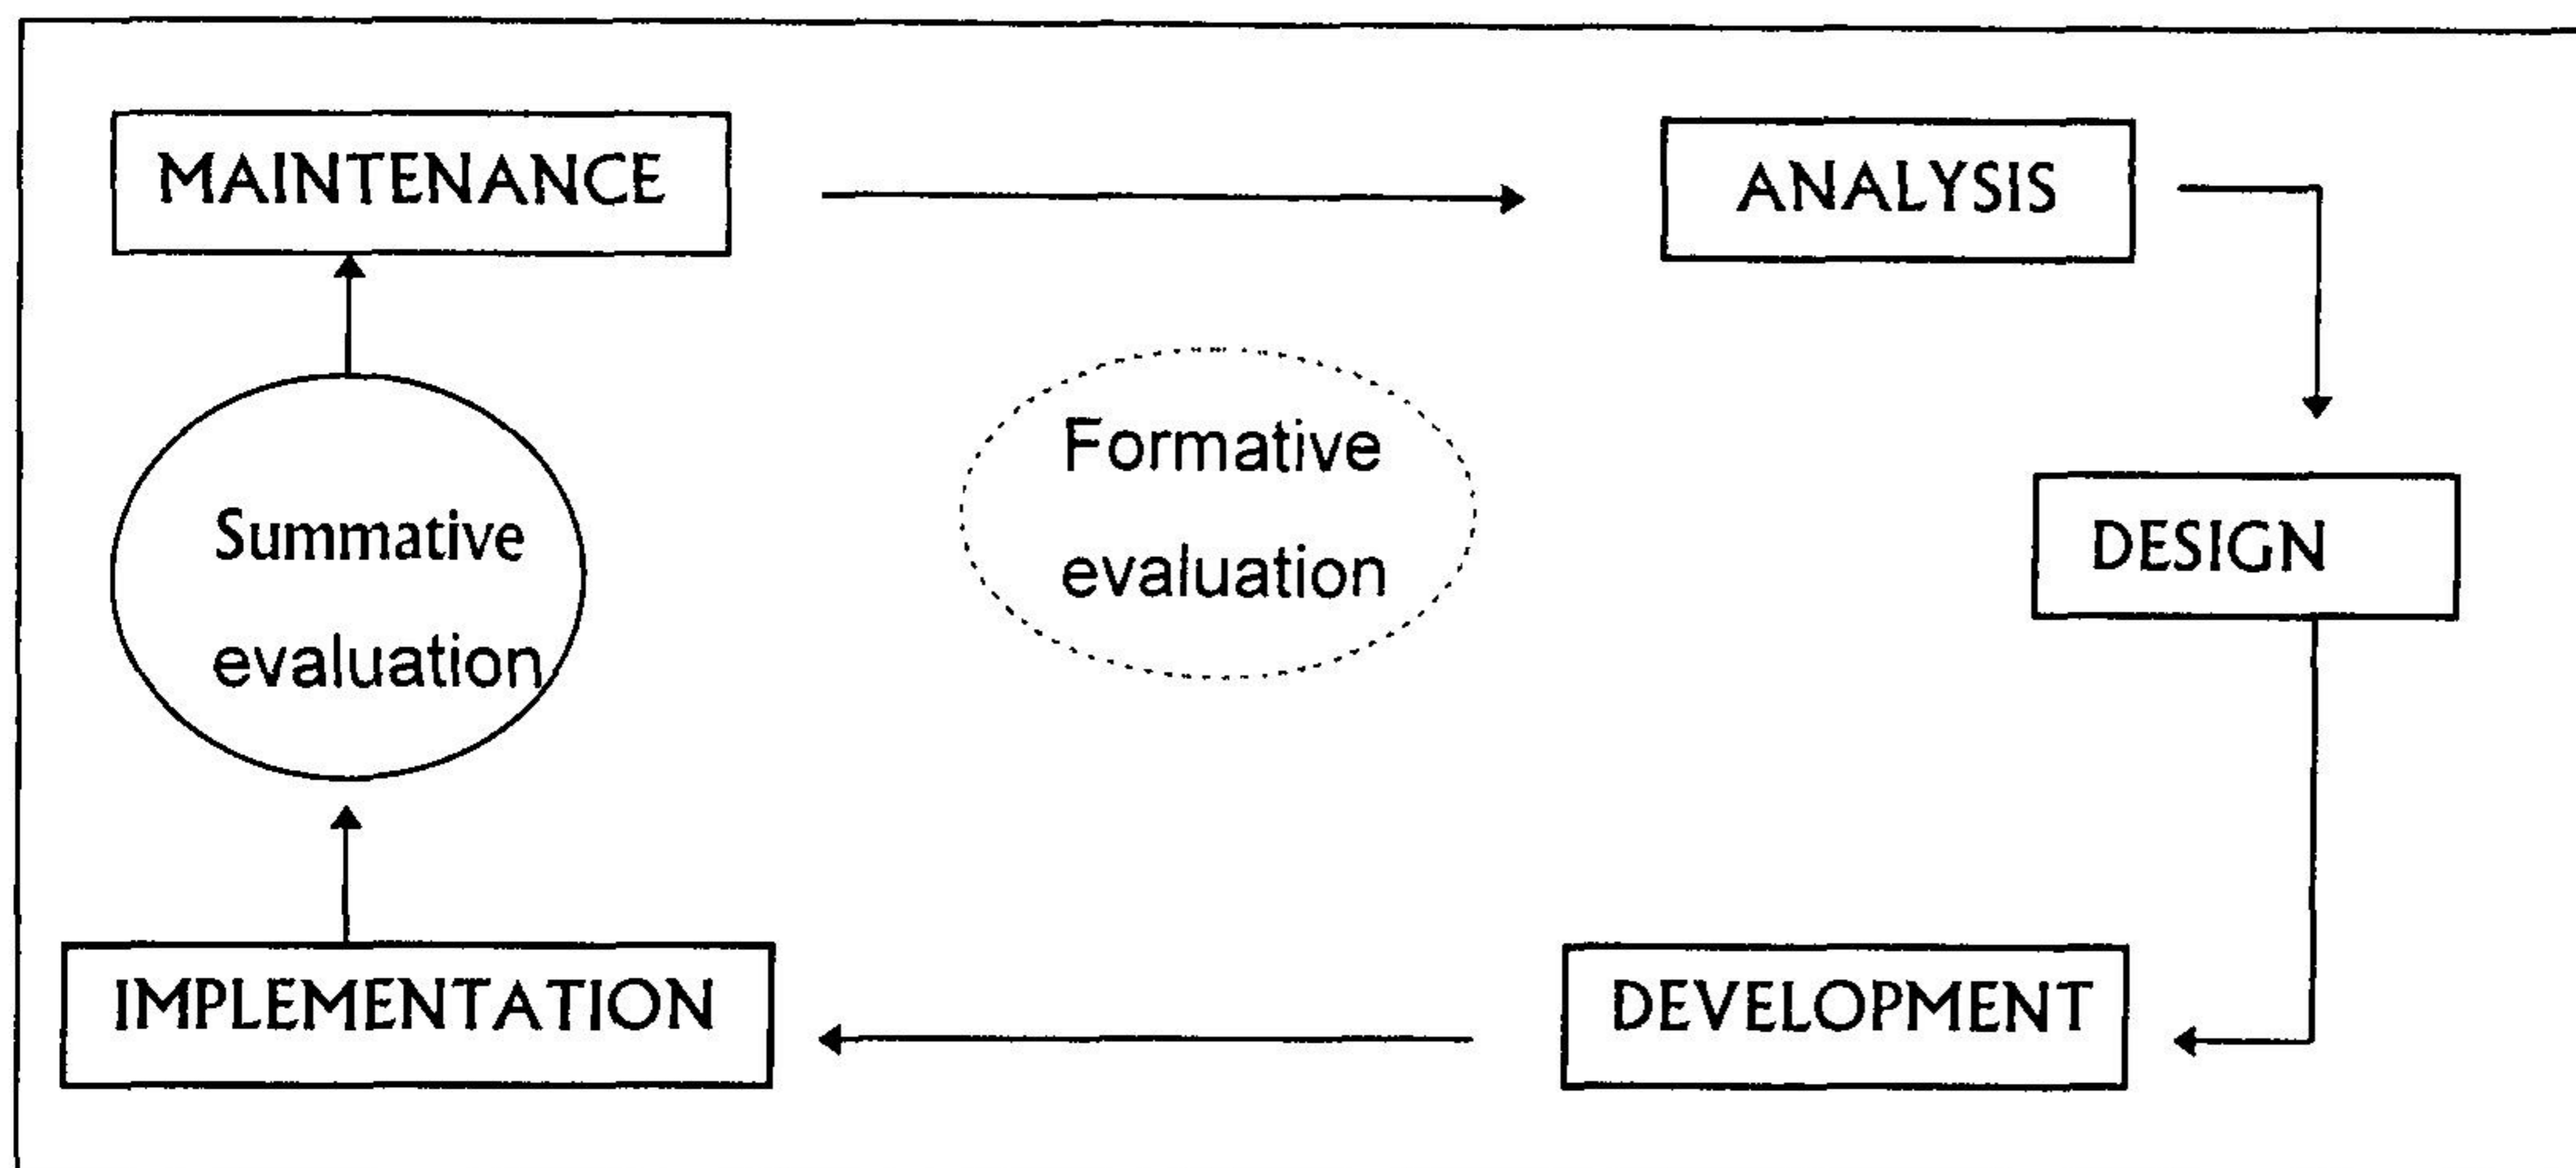 MAINTENANCE
ANALYSIS
Formative
evaluation
Summative
evaluation
DESIGN
IMPLEMENTATION
DEVELOPMENT